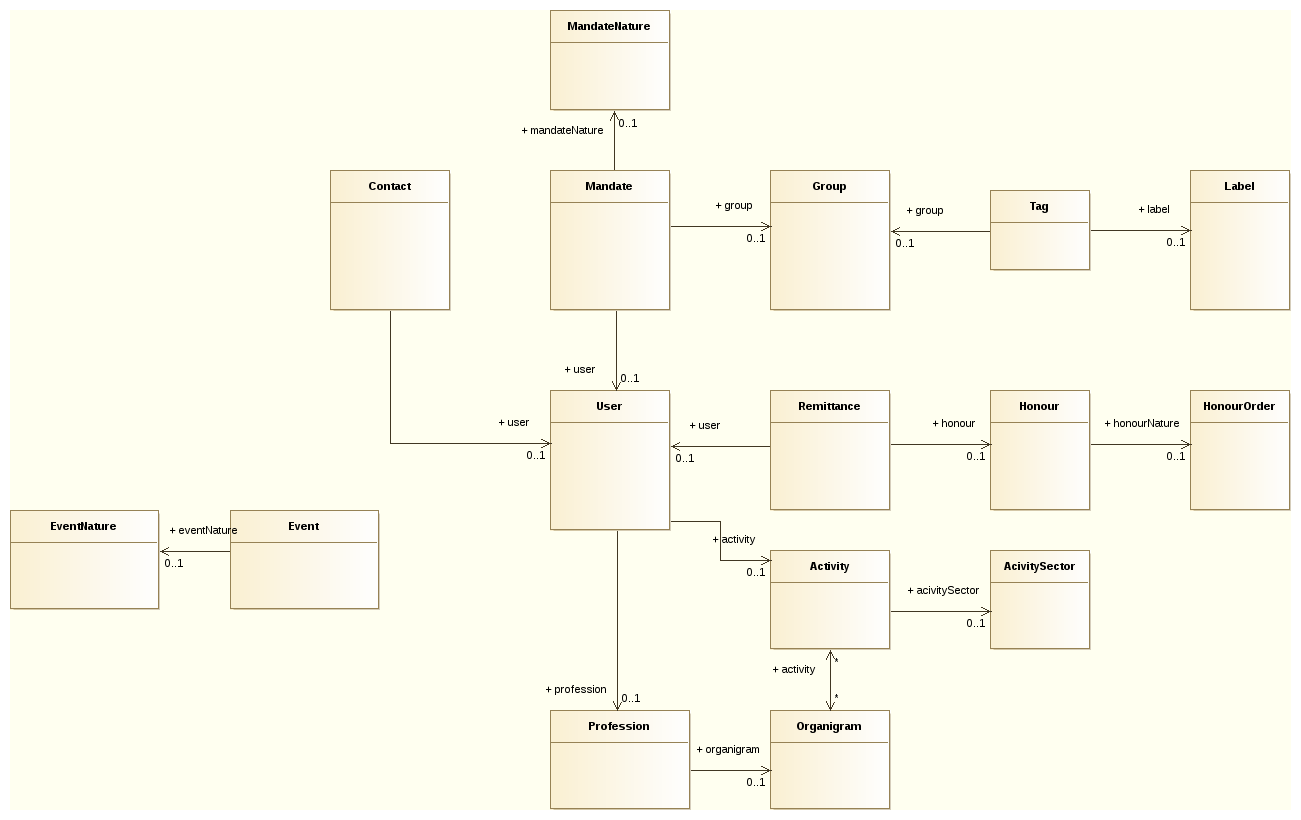 MandateNature
+ mandateNature
0..1
Contact
Mandate
Group
Tag
Label
+ group
0..1
+ group
0..1
+ label
0..1
+ user
0..1
User
Remittance
Honour
HonourOrder
+ user
0..1
+ user
0..1
+ honour
0..1
+ honourNature
0..1
EventNature
+ eventNature
0..1
Event
+ activity
0..1
Activity
+ acivitySector
0..1
AcivitySector
+ activity
*
*
+ profession
0..1
Profession
+ organigram
0..1
Organigram